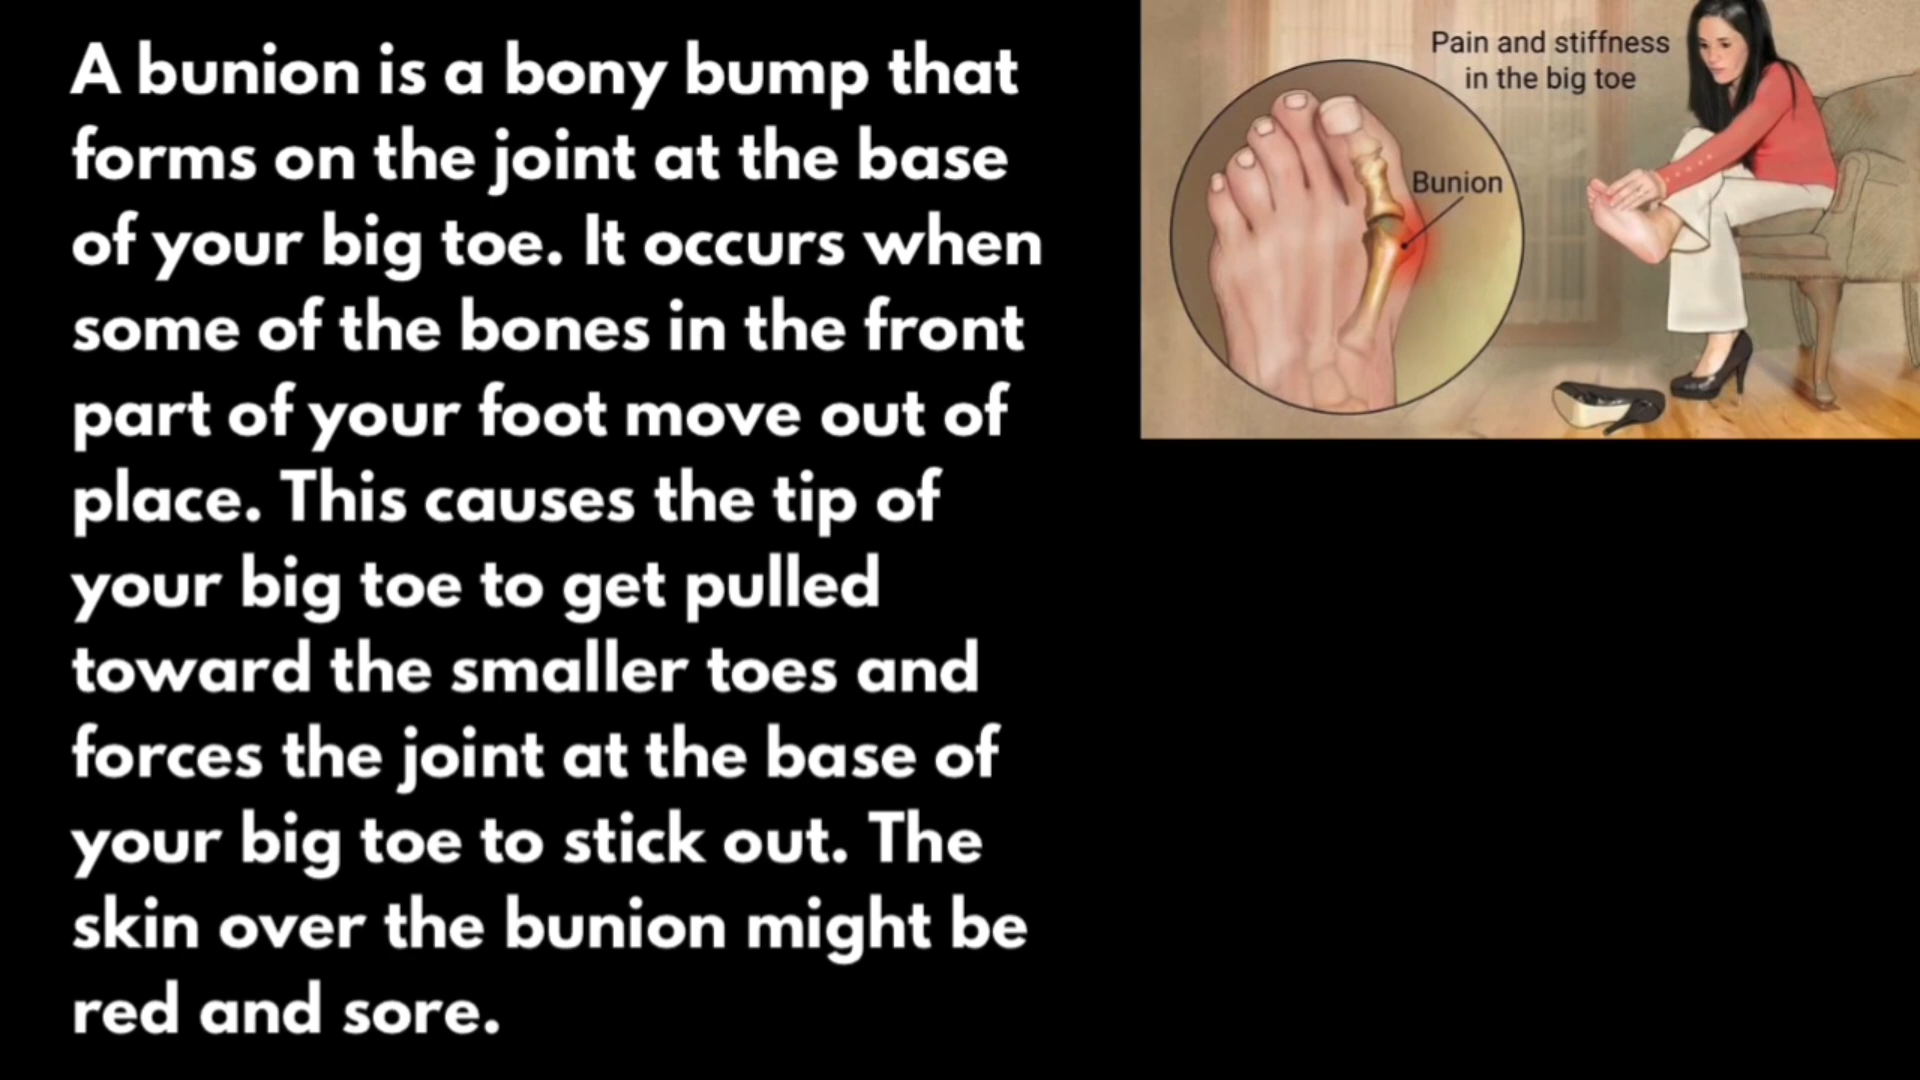 A bunion is a bony bump that
forms on the joint at the base
of your big toe. It occurs when
some of the bones in the front
part of your foot move out of
place. This causes the tip of
your big toe to get pulled
toward the smaller toes and
forces the joint at the base of
your big toe to stick out. The
skin over the bunion might be
red and sore.
Pain and stiffness
in the big toe
Bunion